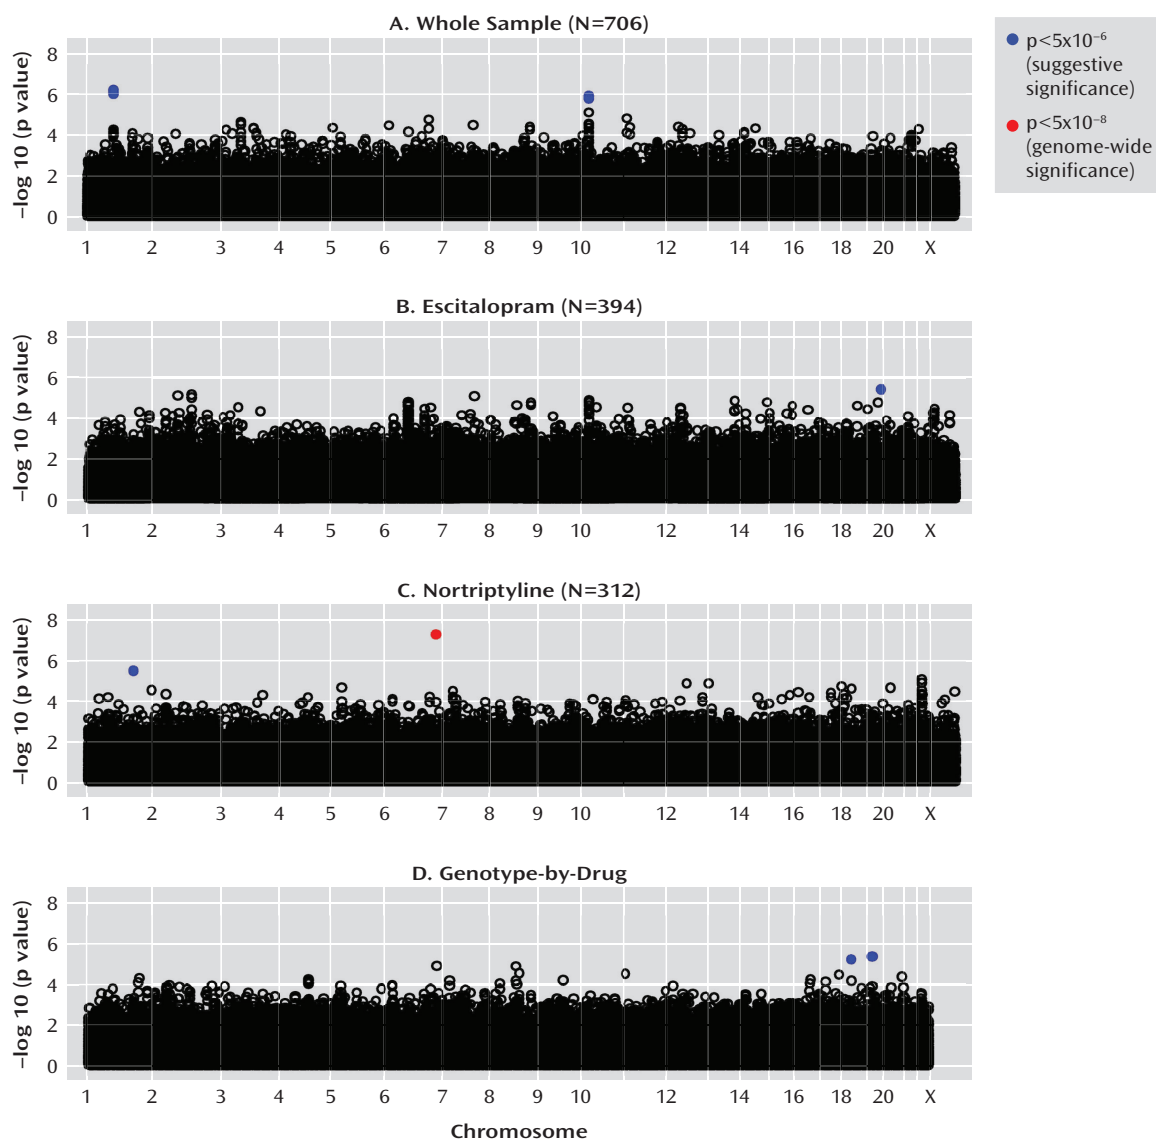 A. Whole Sample (N=706)
−log 10 (p value)
8
6
4
2
0
1 2 3 4 5 6 7 8 9 10 12 14 16 18 20 X
p<5x10⁻⁶
(suggestive
significance)
p<5x10⁻⁸
(genome-wide
significance)
B. Escitalopram (N=394)
−log 10 (p value)
8
6
4
2
0
1 2 3 4 5 6 7 8 9 10 12 14 16 18 20 X
C. Nortriptyline (N=312)
−log 10 (p value)
8
6
4
2
0
1 2 3 4 5 6 7 8 9 10 12 14 16 18 20 X
D. Genotype-by-Drug
−log 10 (p value)
8
6
4
2
0
1 2 3 4 5 6 7 8 9 10 12 14 16 18 20 X
Chromosome